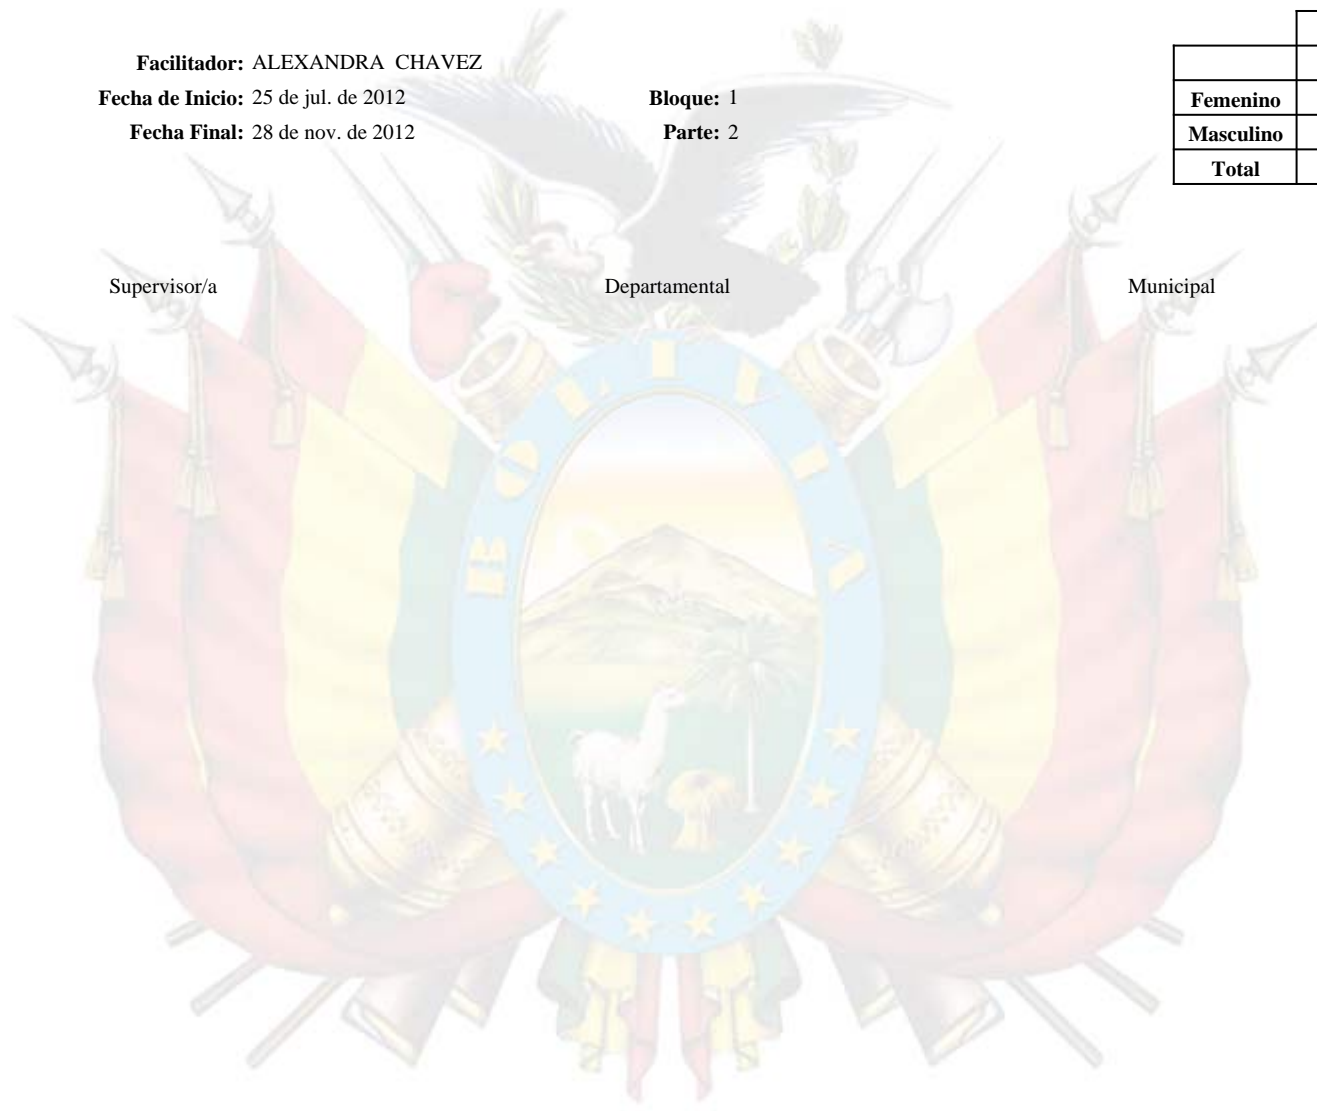 Facilitador: ALEXANDRA CHAVEZ
Fecha de Inicio: 25 de jul. de 2012 Bloque: 1
Fecha Final: 28 de nov. de 2012 Parte: 2
Femenino
Masculino
Total
Supervisor/a Departamental Municipal
BOLIVIA